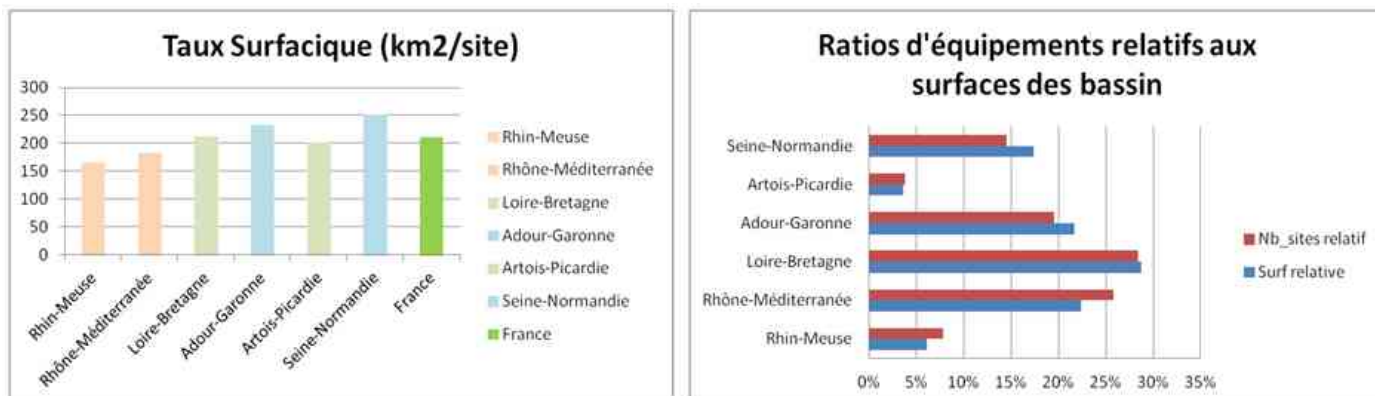 Taux Surfacique (km2/site)
300
250
200
150
100
50
0
Rhin-Meuse
Rhône-Méditerranée
Loire-Bretagne
Adour-Garonne
Artois-Picardie
Seine-Normandie
France
Rhin-Meuse
Rhône-Méditerranée
Loire-Bretagne
Adour-Garonne
Artois-Picardie
Seine-Normandie
France
Ratios d'équipements relatifs aux
surfaces des bassin
Seine-Normandie
Artois-Picardie
Adour-Garonne
Loire-Bretagne
Rhône-Méditerranée
Rhin-Meuse
0% 5% 10% 15% 20% 25% 30% 35%
Nb_sites relatif
Surf relative